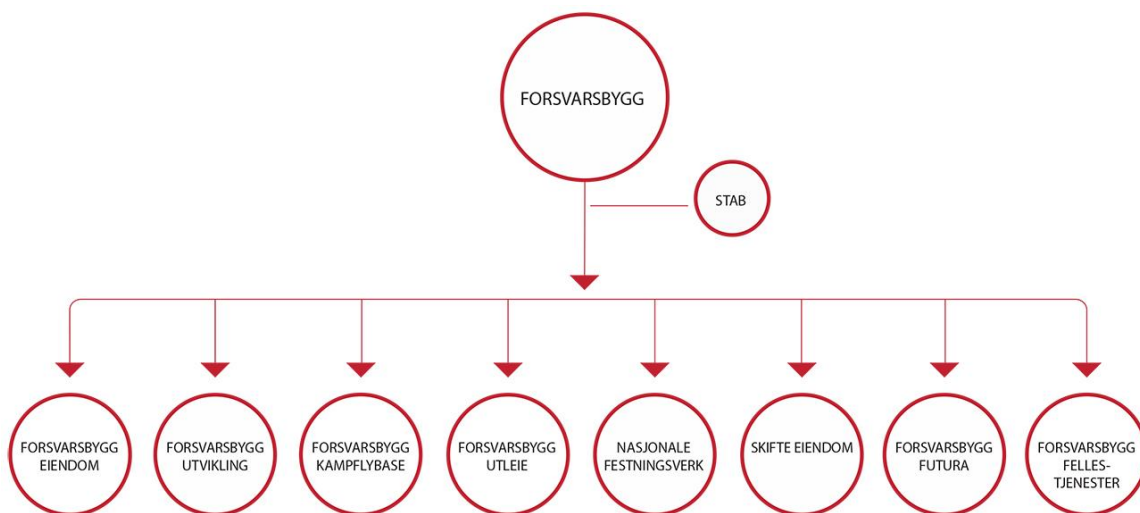 FORSVARSBYGG
STAB
FORSVARSBYGG
EIENDOM
FORSVARSBYGG
UTVIKLING
FORSVARSBYGG
KAMPFLYBASE
FORSVARSBYGG
UTLEIE
NASJONALE
FESTNINGSVERK
SKIFTE EIENDOM
FORSVARSBYGG
FUTURA
FORSVARSBYGG
FELLES-
TJENESTER